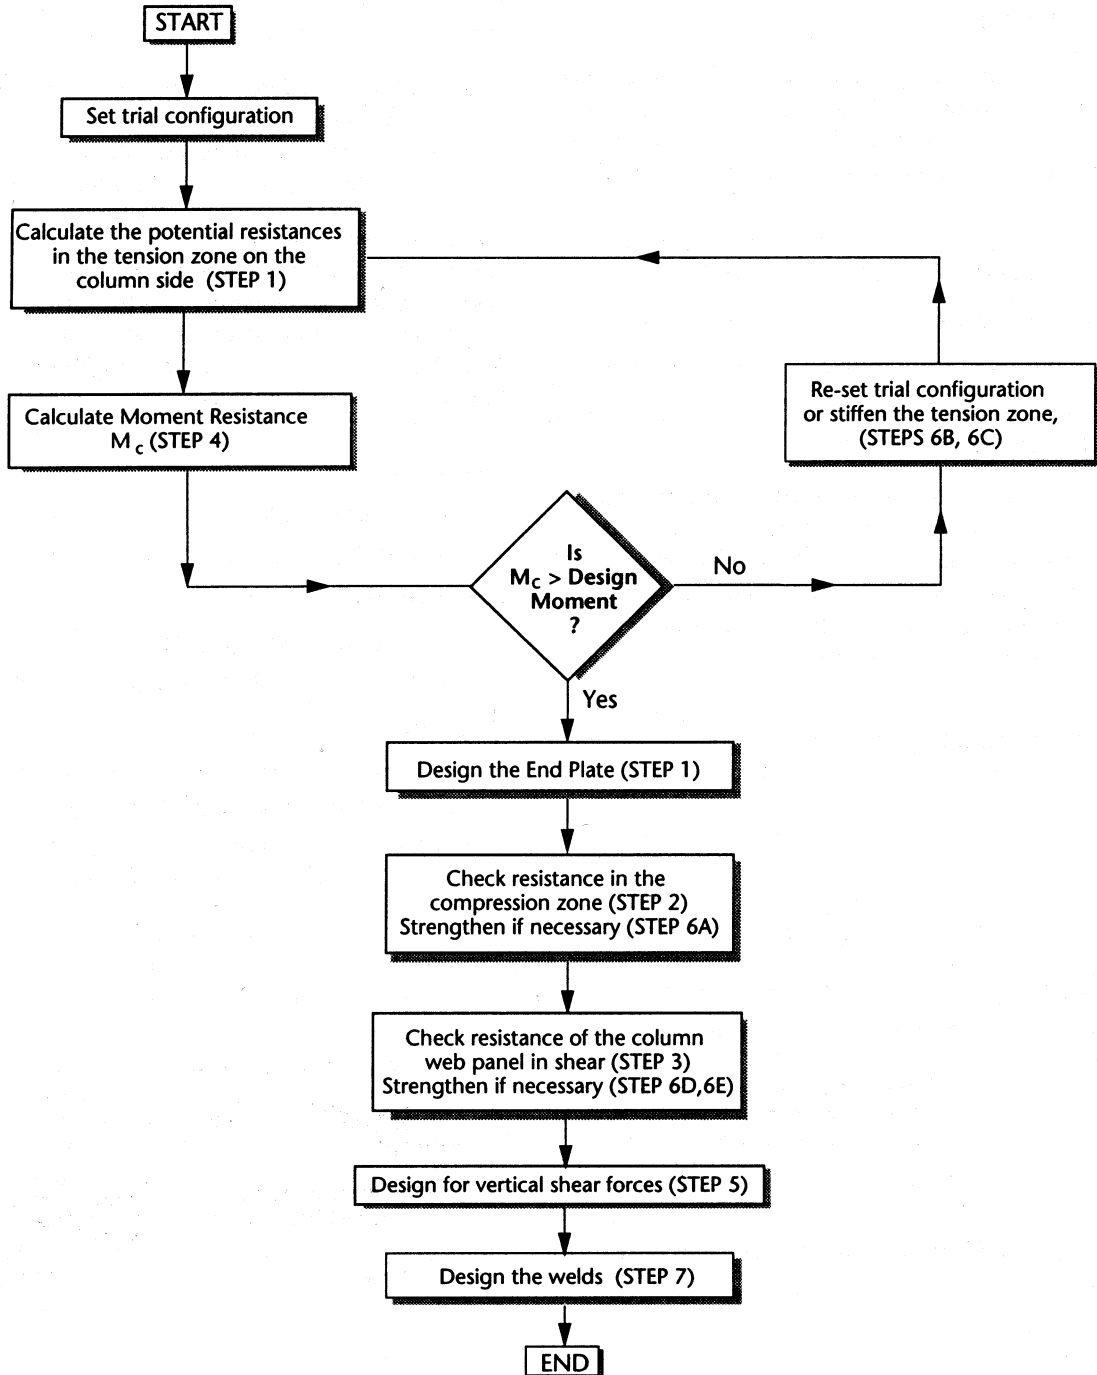 START
Set trial configuration
Calculate the potential resistances
in the tension zone on the
column side (STEP 1)
Calculate Moment Resistance
M c (STEP 4)
Re-set trial configuration
or stiffen the tension zone,
(STEPS 6B, 6C)
Is
Mc > Design
Moment
?
No
Yes
Design the End Plate (STEP 1)
Check resistance in the
compression zone (STEP 2)
Strengthen if necessary (STEP 6A)
Check resistance of the column
web panel in shear (STEP 3)
Strengthen if necessary (STEP 6D,6E)
Design for vertical shear forces (STEP 5)
Design the welds (STEP 7)
END